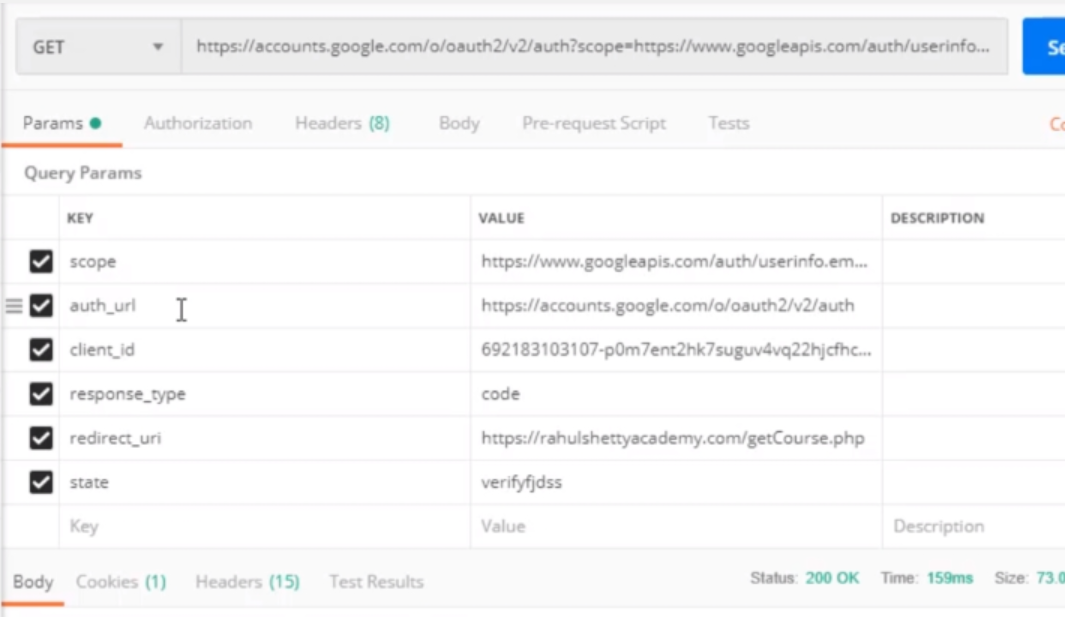 GET https://accounts.google.com/o/oauth2/v2/auth?scope=https://www.googleapis.com/auth/userinfo...
Params Authorization Headers (8) Body Pre-request Script Tests
Query Params
KEY VALUE DESCRIPTION
scope https://www.googleapis.com/auth/userinfo.em...
auth_url https://accounts.google.com/o/oauth2/v2/auth
client_id 692183103107-p0m7ent2hk7suguv4vq22hjcfhc...
response_type code
redirect_uri https://rahulshettyacademy.com/getCourse.php
state verifyfjdss
Key Value Description
Body Cookies (1) Headers (15) Test Results Status: 200 OK Time: 159ms Size: 73.0